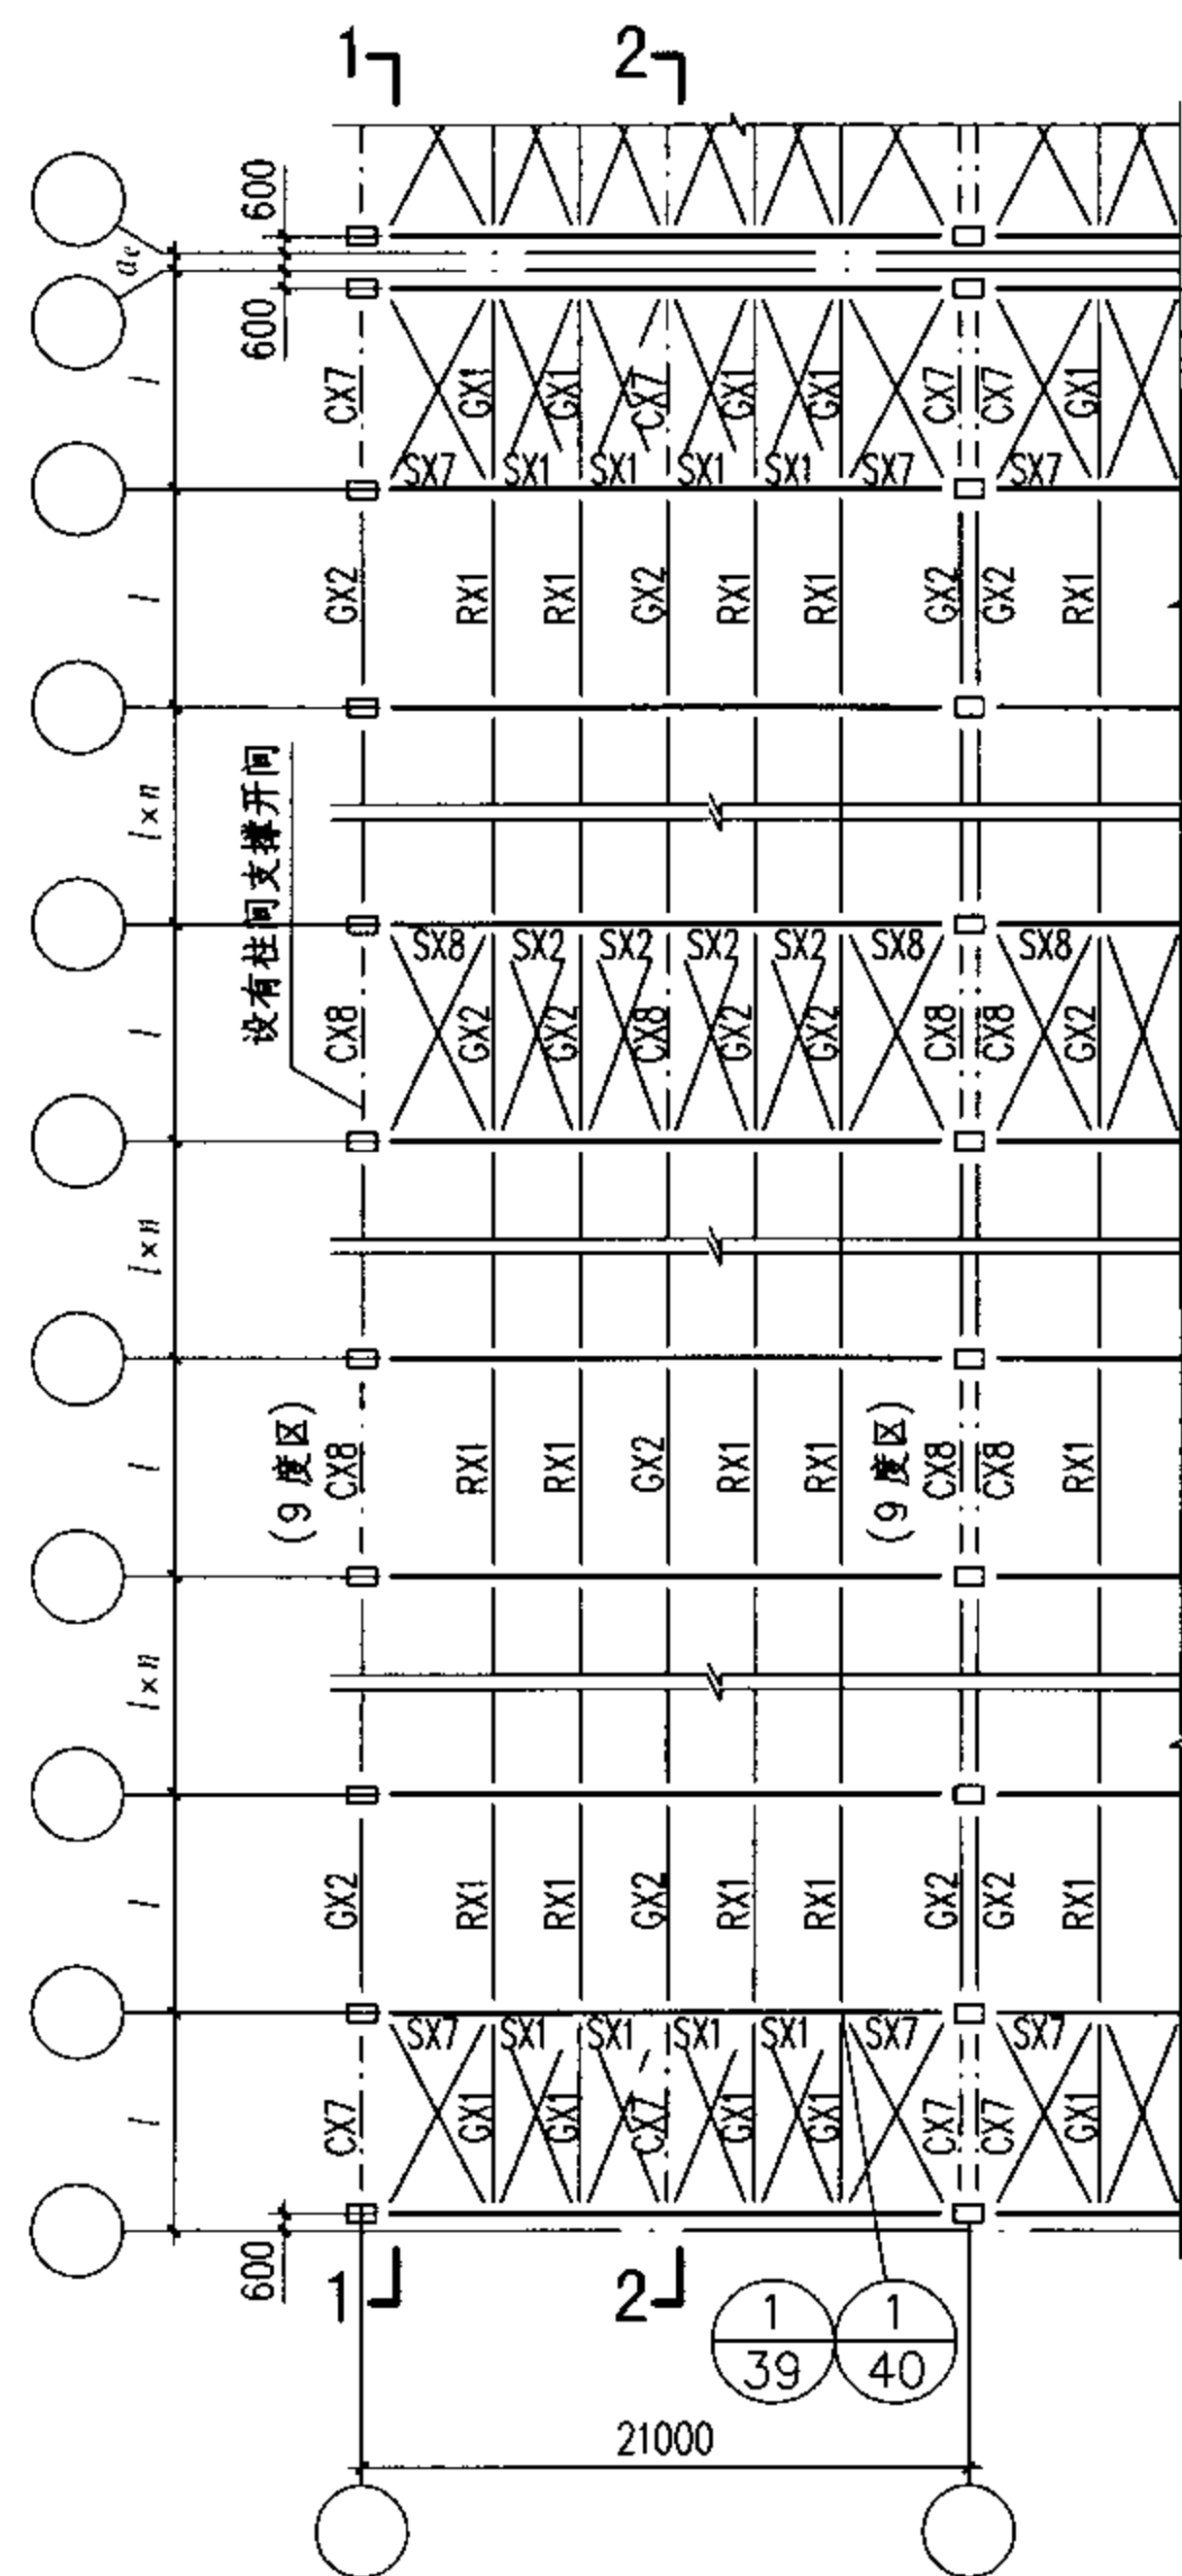 1 2
600
ae
600
l CX7 GX1 GX1 CX7 GX1 GX1 CX7 CX7 GX1
SX7 SX1 SX1 SX1 SX1 SX7 SX7
l GX2 RX1 RX1 GX2 RX1 RX1 GX2 GX2 RX1
l×n
设有柱间支撑开间
SX8 SX2 SX2 SX2 SX2 SX8 SX8
l CX8 GX2 GX2 CX8 GX2 GX2 CX8 CX8 GX2
l×n
(9度区) (9度区)
l CX8 RX1 RX1 GX2 RX1 RX1 CX8 CX8 RX1
l×n
l GX2 RX1 RX1 GX2 RX1 RX1 GX2 GX2 RX1
SX7 SX1 SX1 SX1 SX1 SX7 SX7
l CX7 GX1 GX1 CX7 GX1 GX1 CX7 CX7 GX1
600
1 2
1 1
39 40
21000